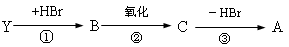 Y +HBr ① B 氧化 ② C －HBr ③ A